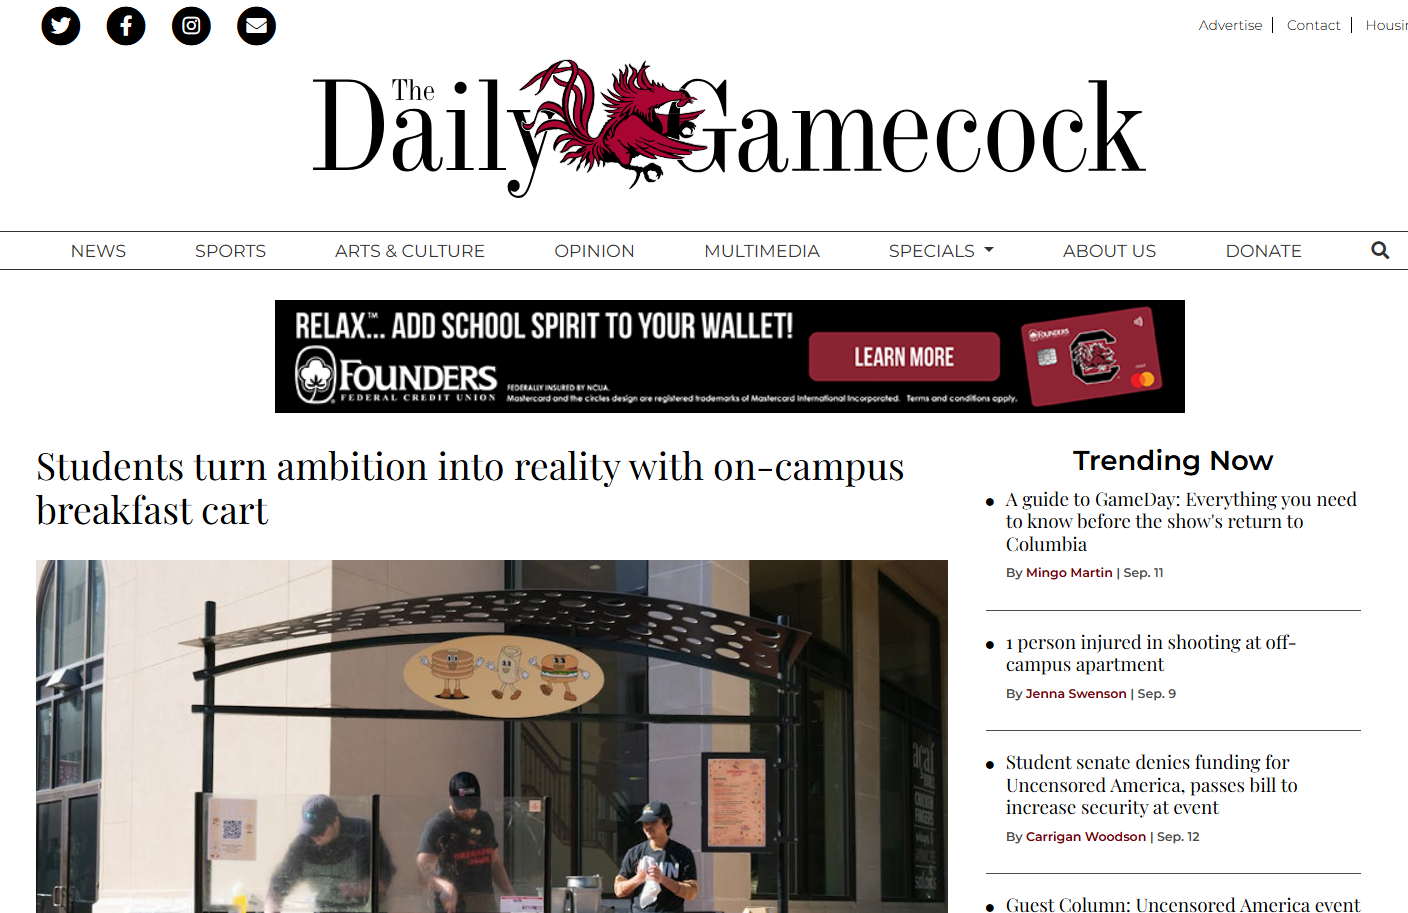 Advertise
Contact
The
Daily Gamecock
NEWS
SPORTS
ARTS & CULTURE
OPINION
MULTIMEDIA
SPECIALS
ABOUT US
DONATE
RELAX™... ADD SCHOOL SPIRIT TO YOUR WALLET!
FOUNDERS
FEDERAL CREDIT UNION
FEDERALLY INSURED BY NCUA.
Mastercard and the circles design are registered trademarks of Mastercard International Incorporated. Terms and conditions apply.
LEARN MORE
FOUNDERS
Students turn ambition into reality with on-campus
breakfast cart
Trending Now
A guide to GameDay: Everything you need
to know before the show's return to
Columbia
By Mingo Martin | Sep. 11
1 person injured in shooting at off-
campus apartment
By Jenna Swenson | Sep. 9
Student senate denies funding for
Uncensored America, passes bill to
increase security at event
By Carrigan Woodson | Sep. 12
Guest Column: Uncensored America event